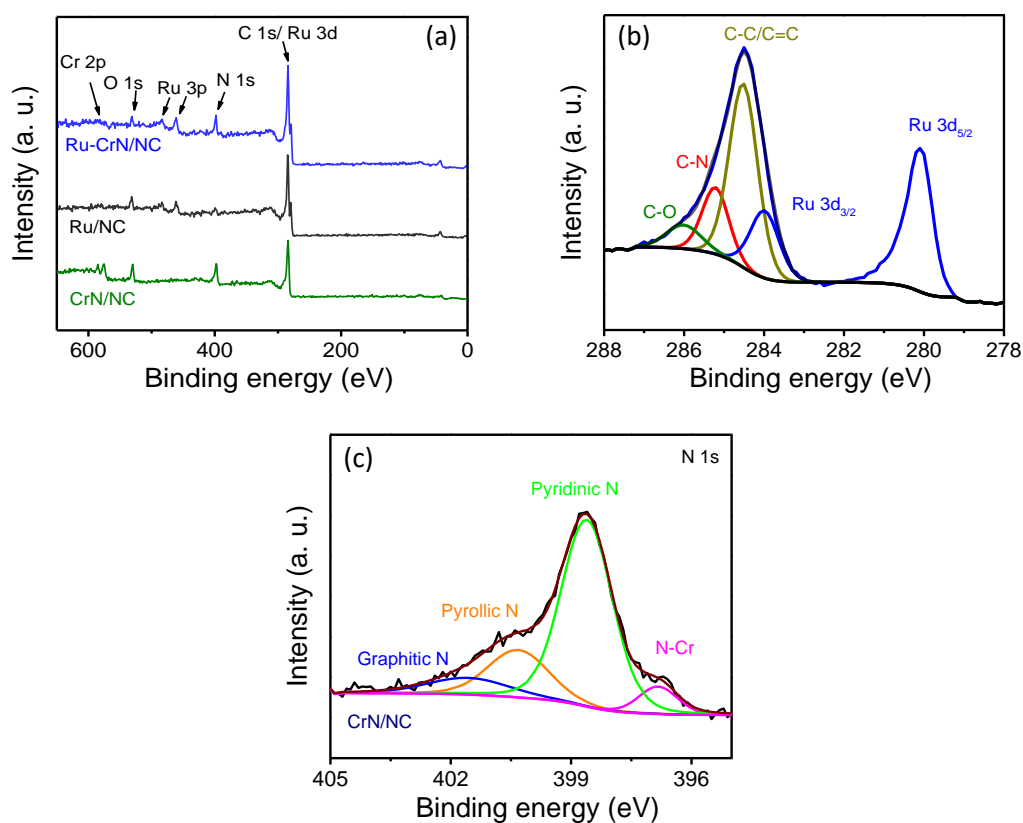 (a)
C 1s/ Ru 3d
Cr 2p
O 1s
Ru 3p
N 1s
Ru-CrN/NC
Ru/NC
CrN/NC
Intensity (a. u.)
600 400 200 0
Binding energy (eV)
(b)
C-C/C=C
Ru 3d5/2
C-N
C-O
Ru 3d3/2
Intensity (a. u.)
288 286 284 282 280 278
Binding energy (eV)
(c)
N 1s
Pyridinic N
Pyrollic N
N-Cr
Graphitic N
CrN/NC
Intensity (a. u.)
405 402 399 396
Binding energy (eV)